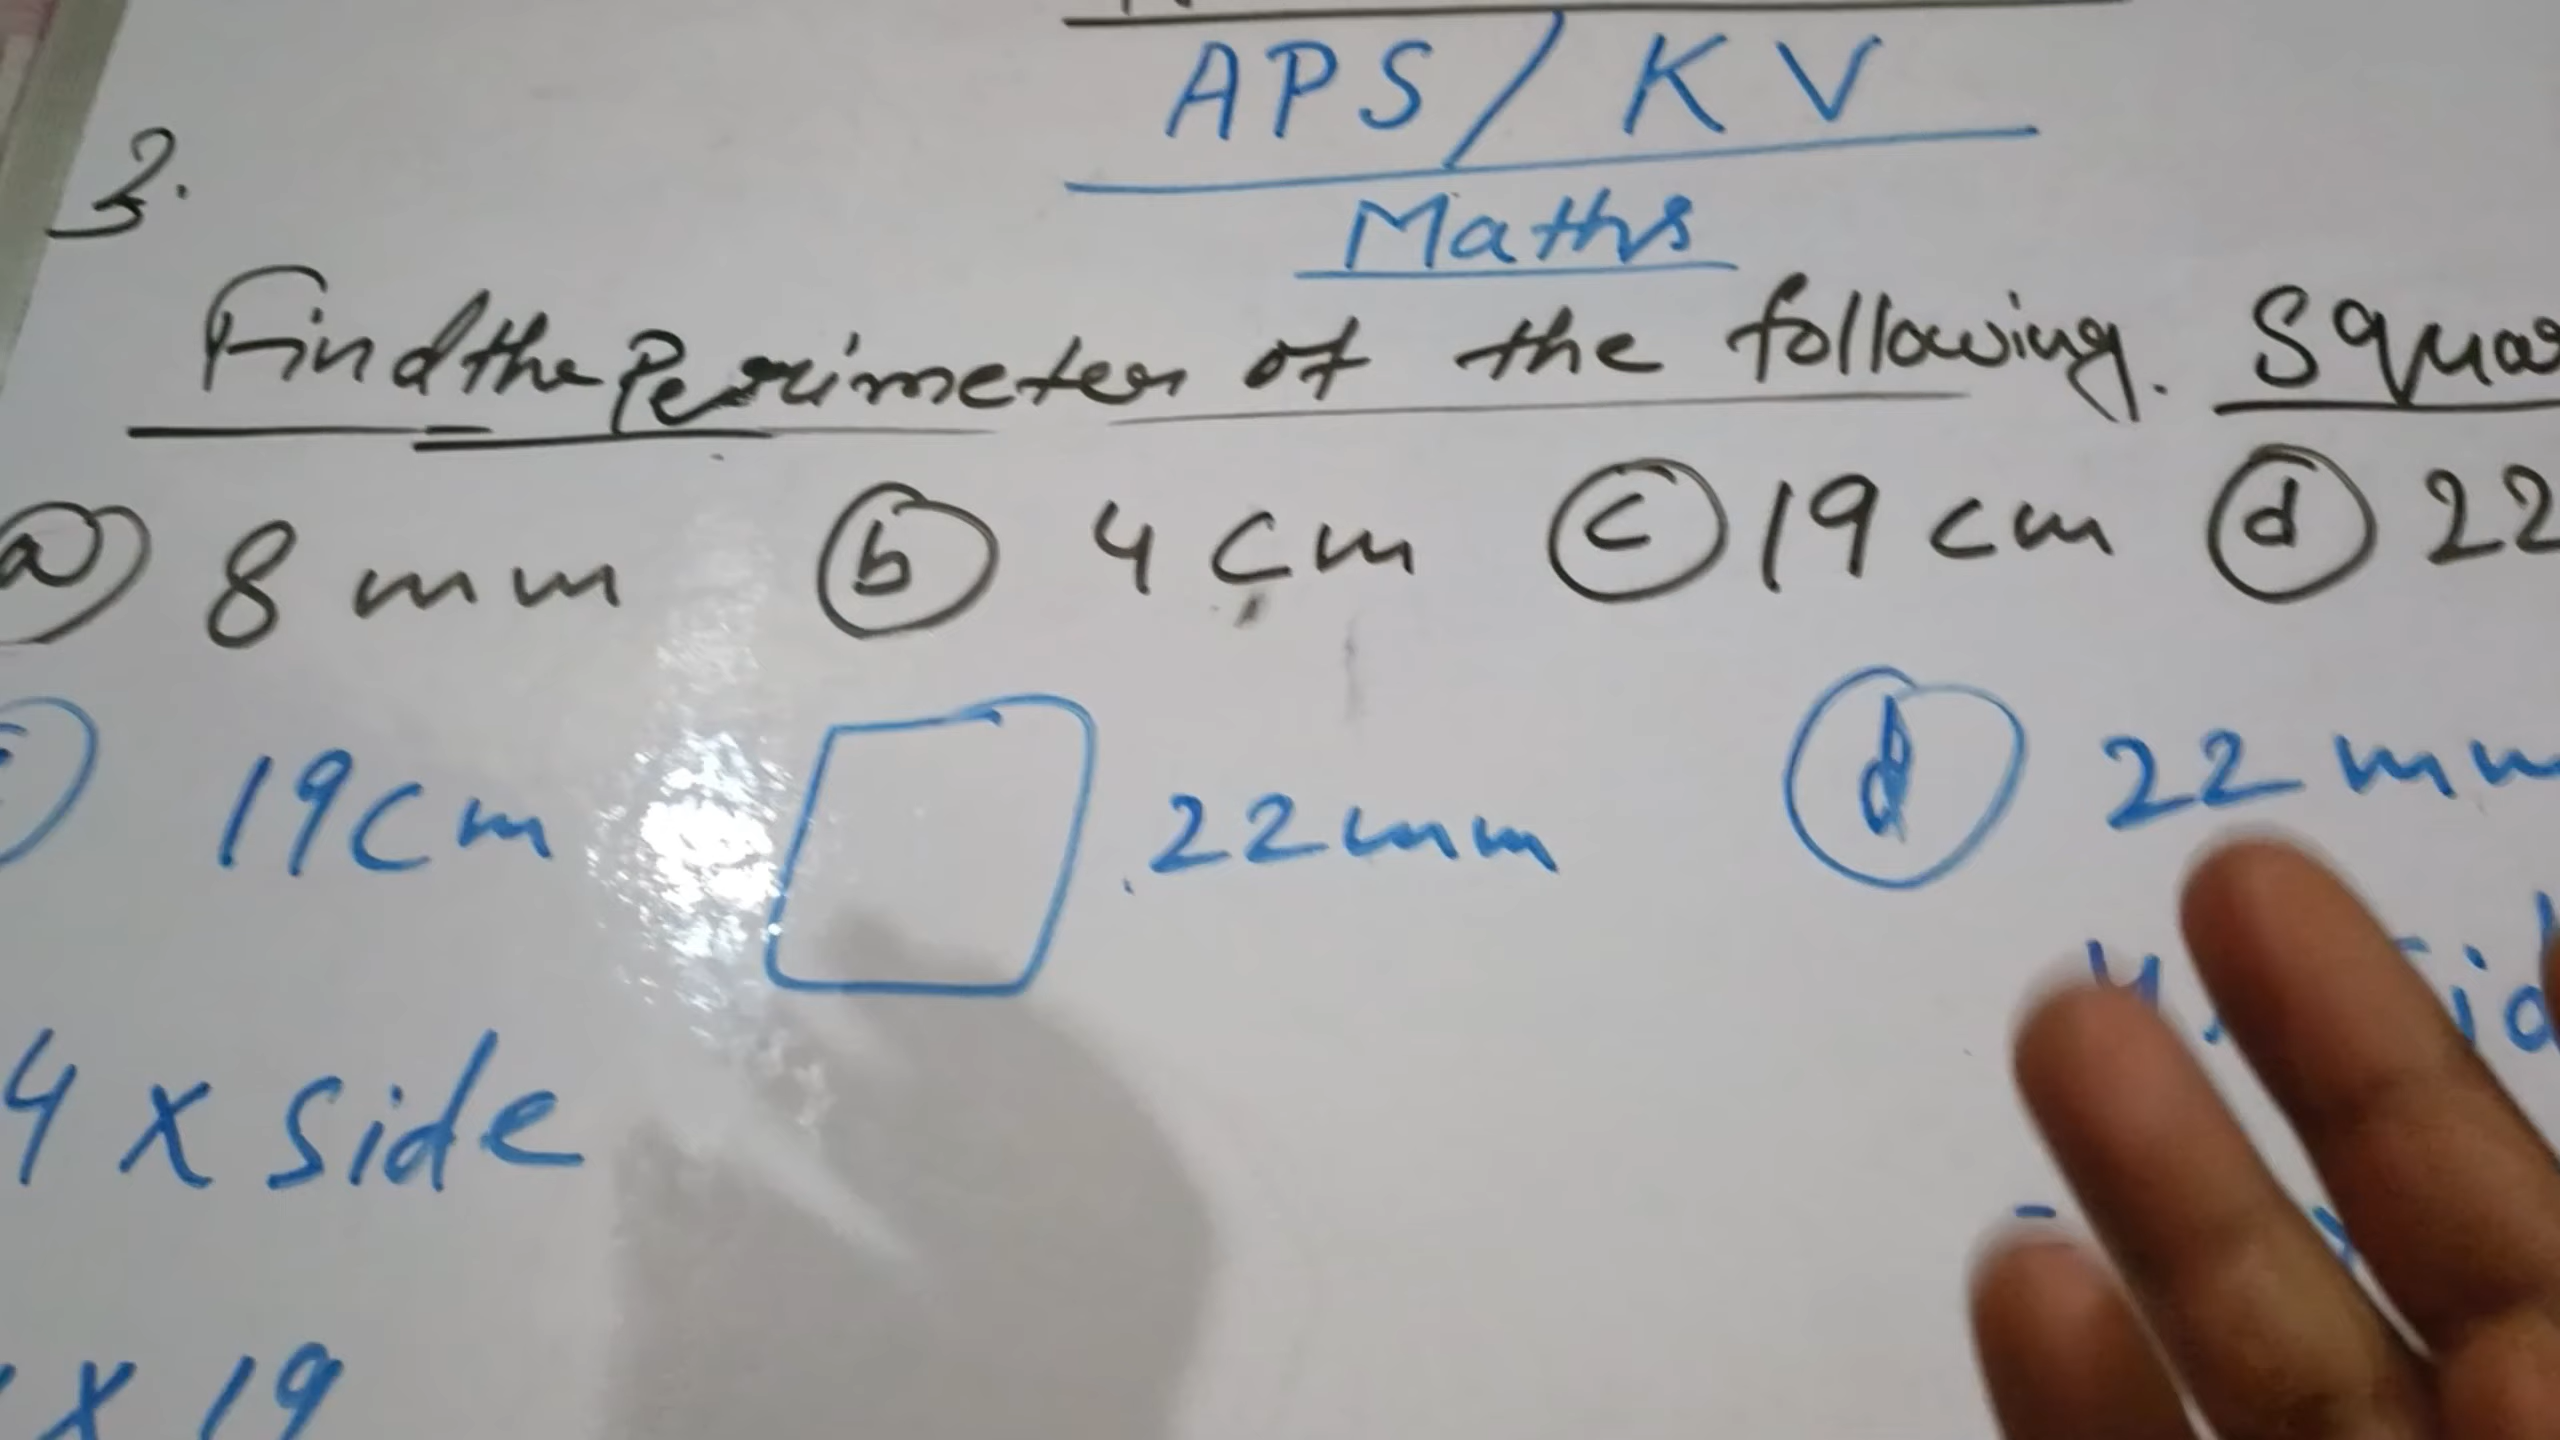 APS/KV
Maths
3.
Find the Perimeter of the following. Squar
a 8 mm b 4 cm c 19 cm d 22
19cm 22mm d 22 mm
4 x side
x 19